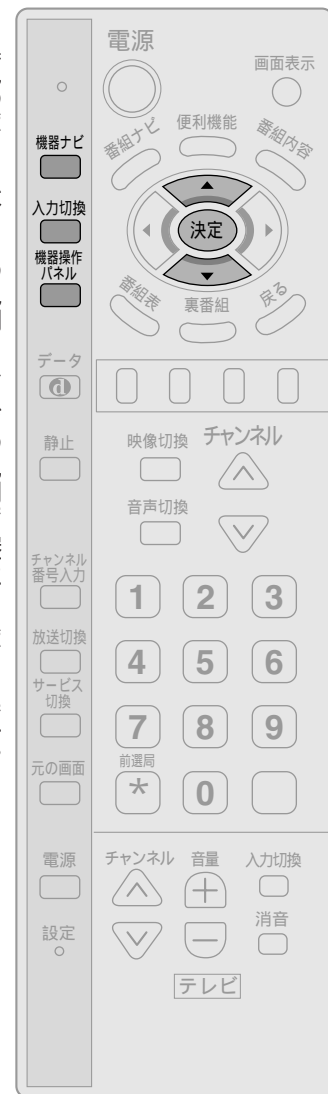 電源
画面表示
機器ナビ
番組ナビ
便利機能
番組内容
入力切換
決定
機器操作
パネル
番組表
裏番組
戻る
データ
d
静止
映像切換
チャンネル
音声切換
チャンネル
番号入力
1 2 3
放送切換
4 5 6
サービス
切換
7 8 9
元の画面
前選局
* 0
電源
チャンネル
音量
入力切換
+
設定
消音
−
テレビ